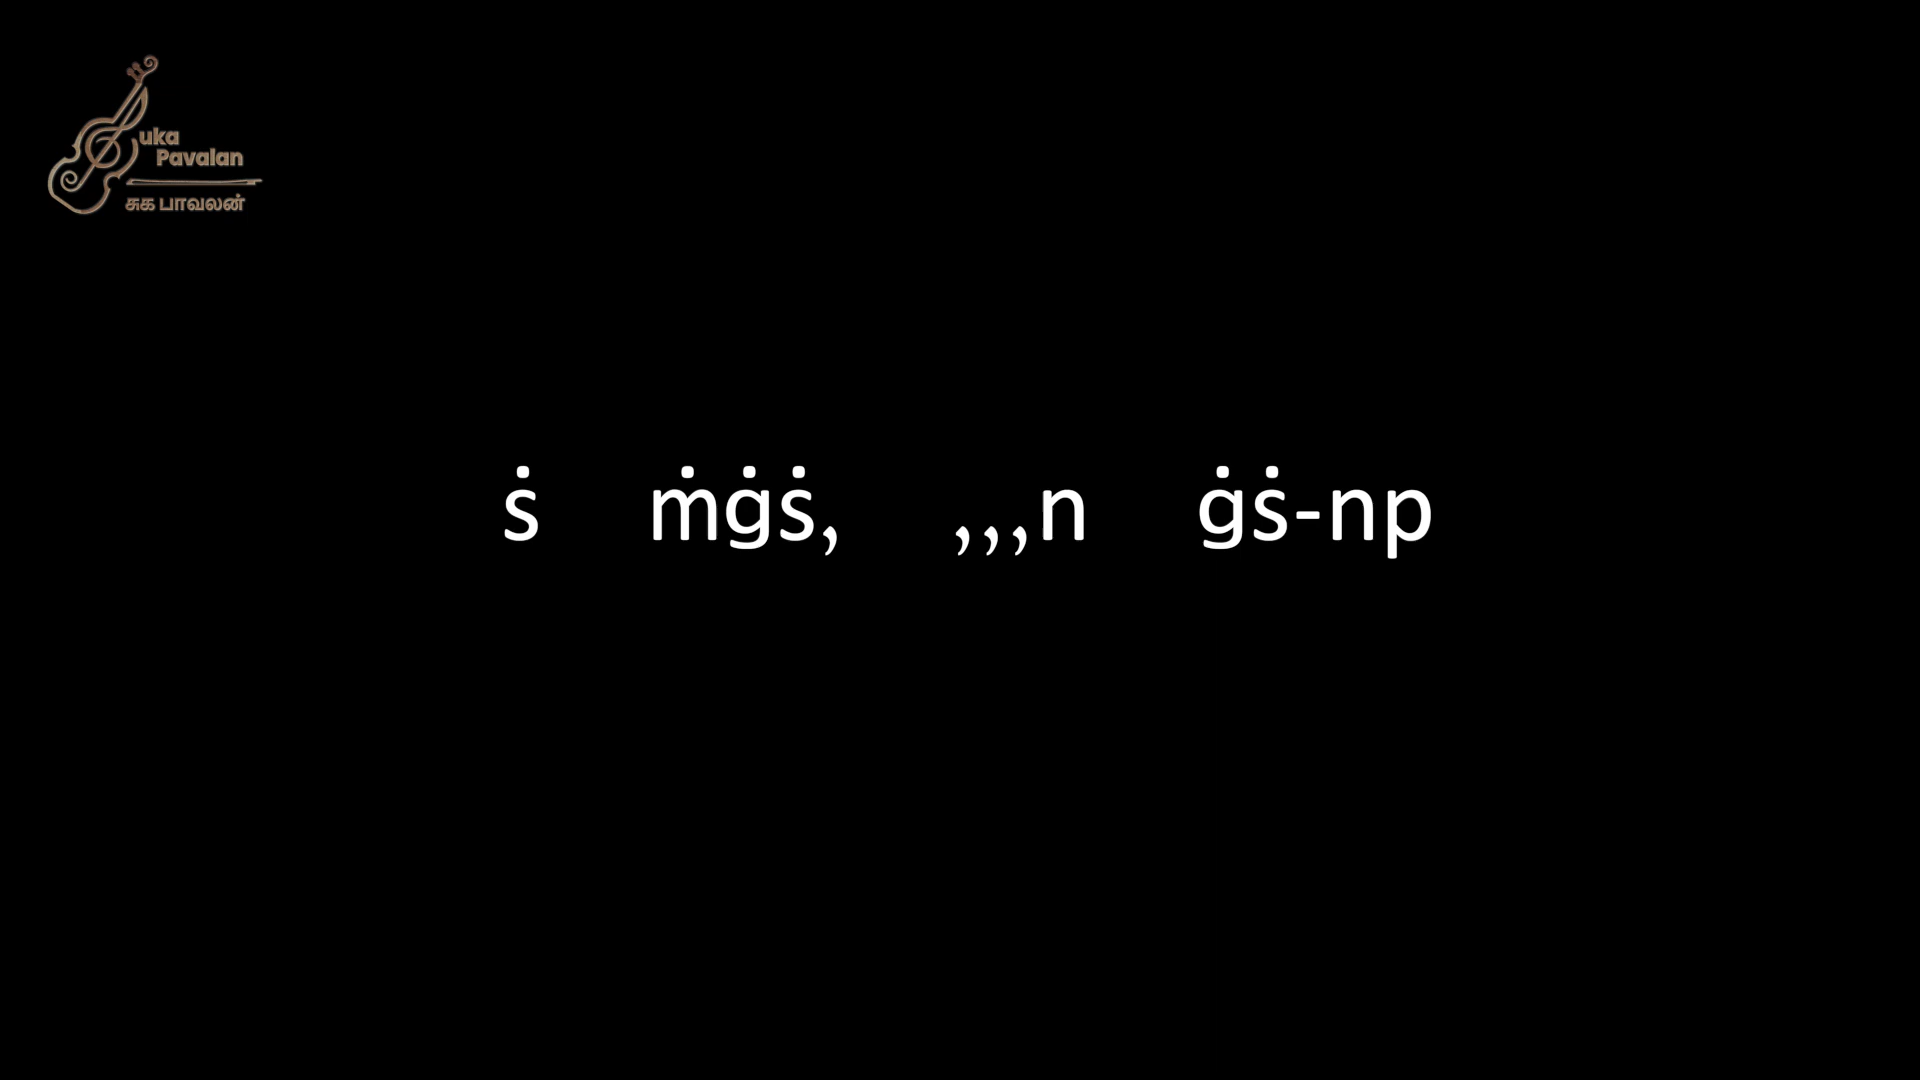 uka
Pavalan
சுக பாவலன்
ṡ ṁġṡ, ,,,n ġṡ-np